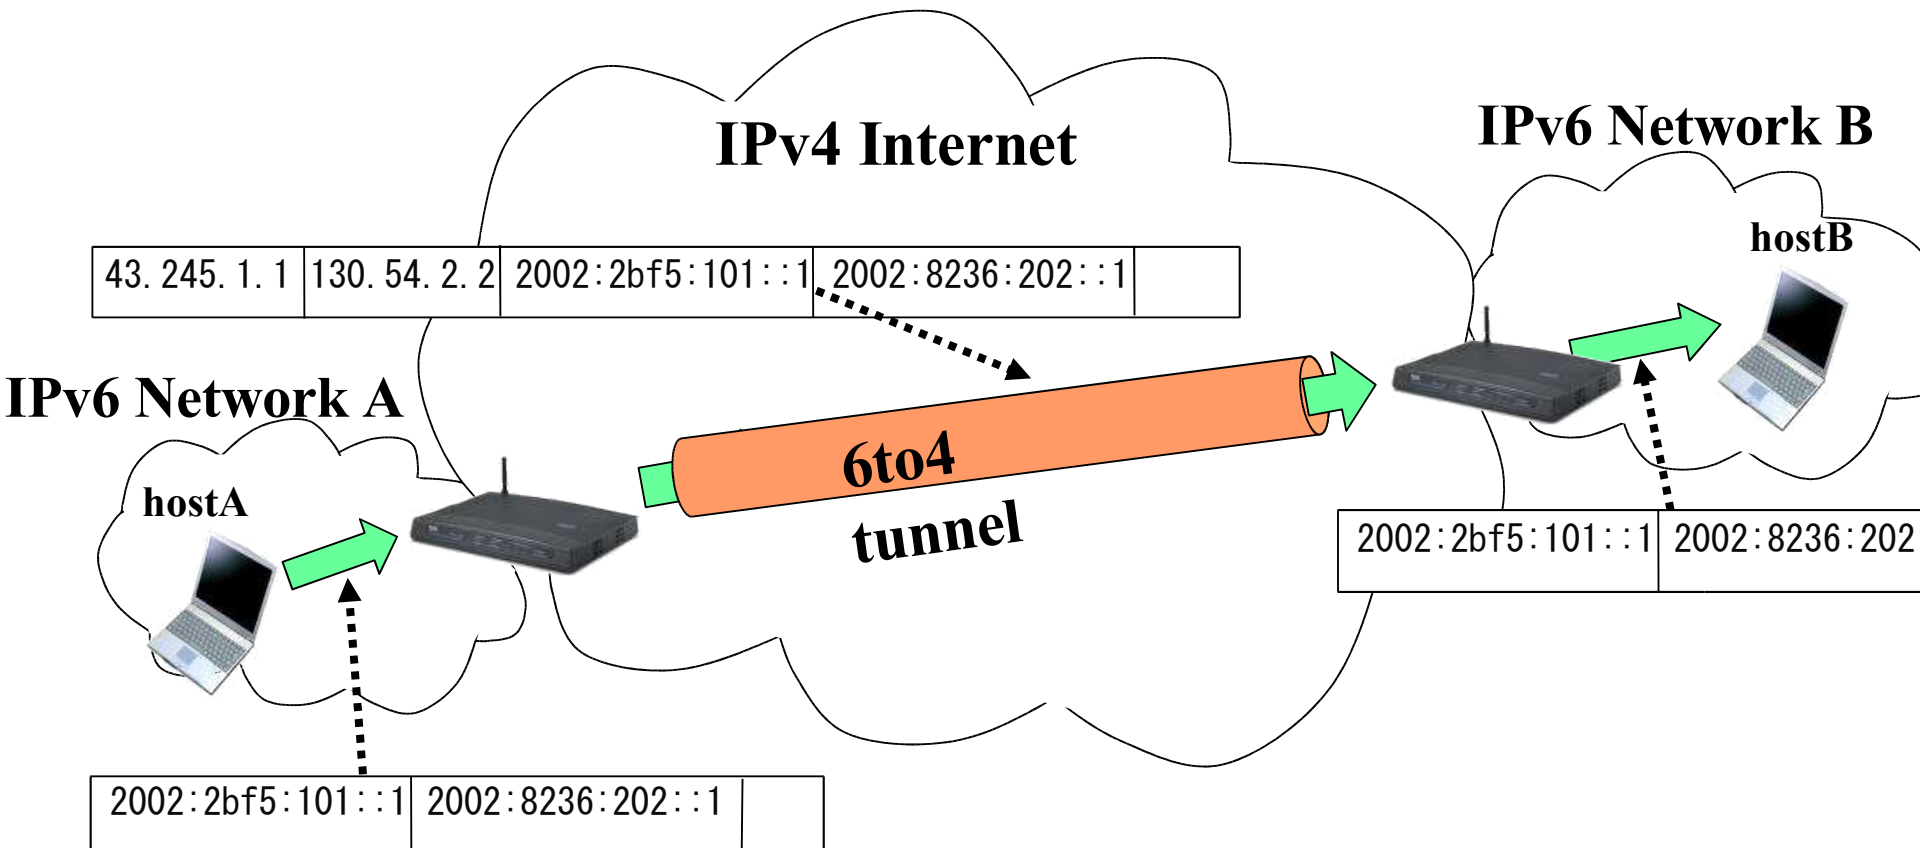 IPv4 Internet
IPv6 Network B
hostB
43.245.1.1 130.54.2.2 2002:2bf5:101::1 2002:8236:202::1
IPv6 Network A
hostA
6to4
tunnel
2002:2bf5:101::1 2002:8236:202
2002:2bf5:101::1 2002:8236:202::1